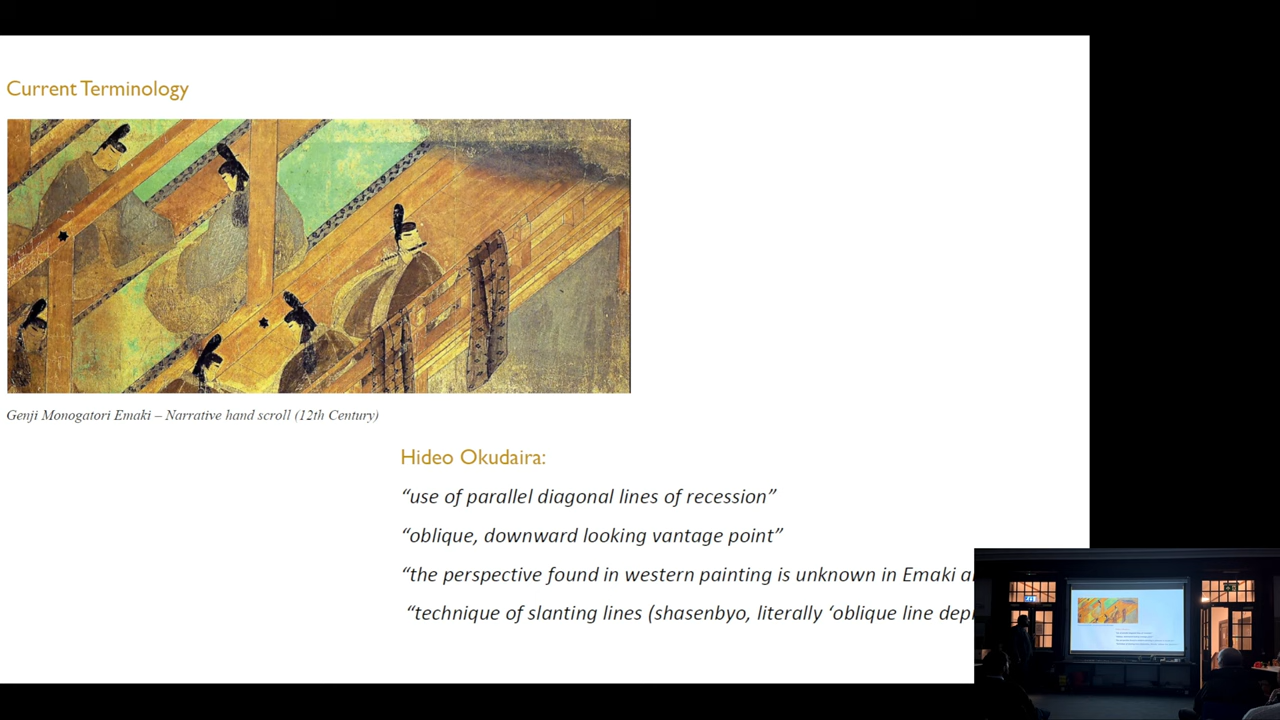 Current Terminology
Genji Monogatori Emaki – Narrative hand scroll (12th Century)
Hideo Okudaira:
“use of parallel diagonal lines of recession”
“oblique, downward looking vantage point”
“the perspective found in western painting is unknown in Emaki
“technique of slanting lines (shasenbyo, literally ‘oblique line